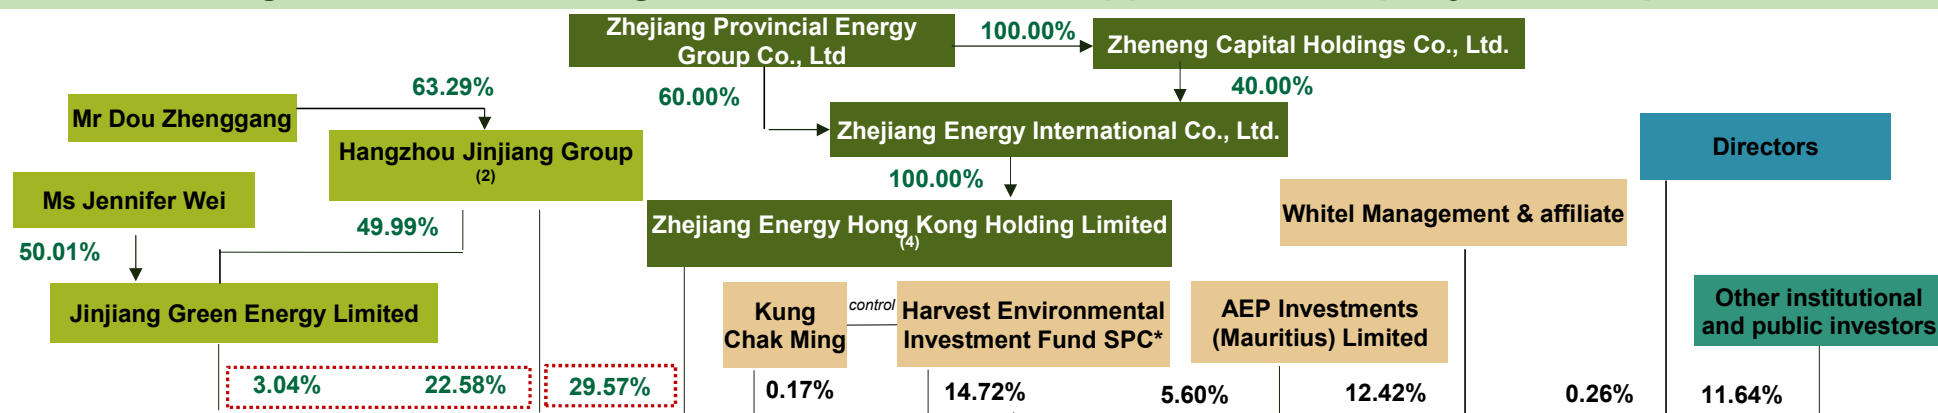 Zhejiang Provincial Energy
Group Co., Ltd
100.00%
Zheneng Capital Holdings Co., Ltd.
63.29%
60.00%
40.00%
Mr Dou Zhenggang
Zhejiang Energy International Co., Ltd.
Directors
Hangzhou Jinjiang Group
(2)
100.00%
Ms Jennifer Wei
Whitel Management & affiliate
49.99%
Zhejiang Energy Hong Kong Holding Limited
(4)
50.01%
Jinjiang Green Energy Limited
Kung
Chak Ming
control
Harvest Environmental
Investment Fund SPC*
AEP Investments
(Mauritius) Limited
Other institutional
and public investors
3.04%
22.58%
29.57%
0.17%
14.72%
5.60%
12.42%
0.26%
11.64%